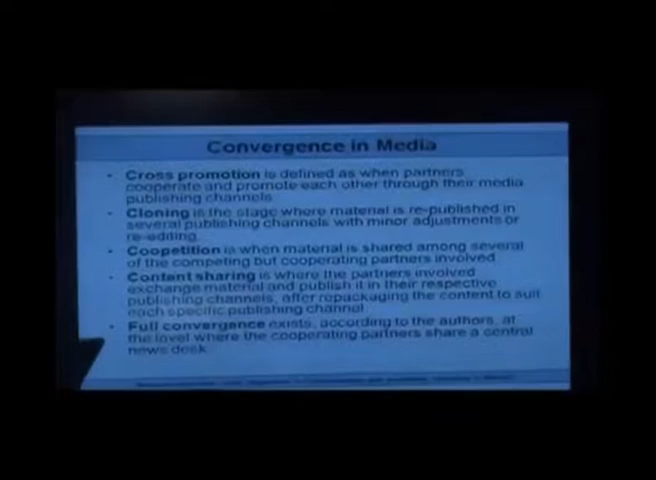 Convergence in Media
• Cross promotion is defined as when partners
cooperate and promote each other through their media
publishing channels.
• Cloning is the stage where material is re-published in
several publishing channels with minor adjustments or
re-editing.
• Coopetition is when material is shared among several
of the competing but cooperating partners involved
• Content sharing is where the partners involved
exchange material and publish it in their respective
publishing channels, after repackaging the content to suit
each specific publishing channel
• Full convergence exists, according to the authors, at
the level where the cooperating partners share a central
news desk.